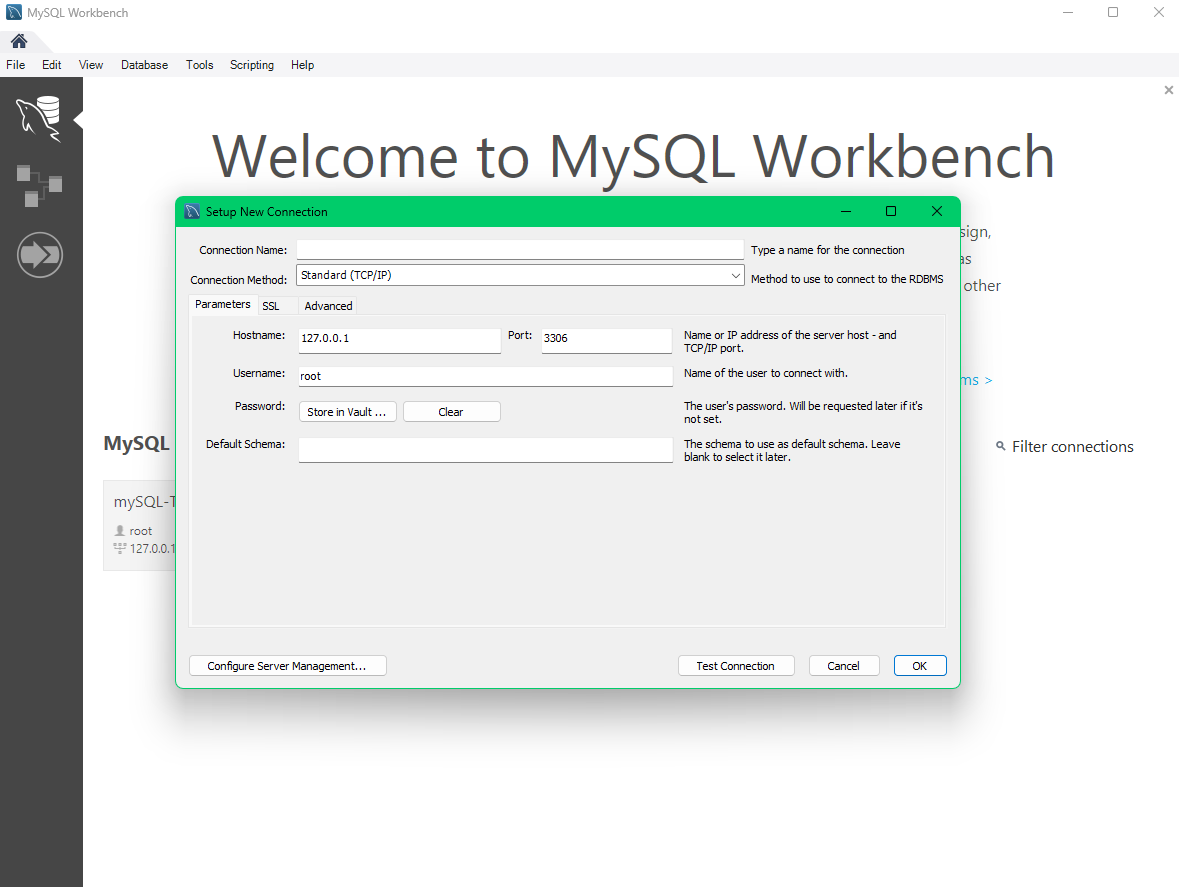 MySQL Workbench
File Edit View Database Tools Scripting Help
Welcome to MySQL Workbench
Setup New Connection
sign,
as
other
ms >
Connection Name: Type a name for the connection
Connection Method: Standard (TCP/IP) Method to use to connect to the RDBMS
Parameters SSL Advanced
Hostname: 127.0.0.1 Port: 3306 Name or IP address of the server host - and
TCP/IP port.
Username: root Name of the user to connect with.
Password: Store in Vault ... Clear The user's password. Will be requested later if it's
not set.
Default Schema: The schema to use as default schema. Leave
blank to select it later.
Configure Server Management... Test Connection Cancel OK
MySQL
Filter connections
mySQL-T
root
127.0.0.1